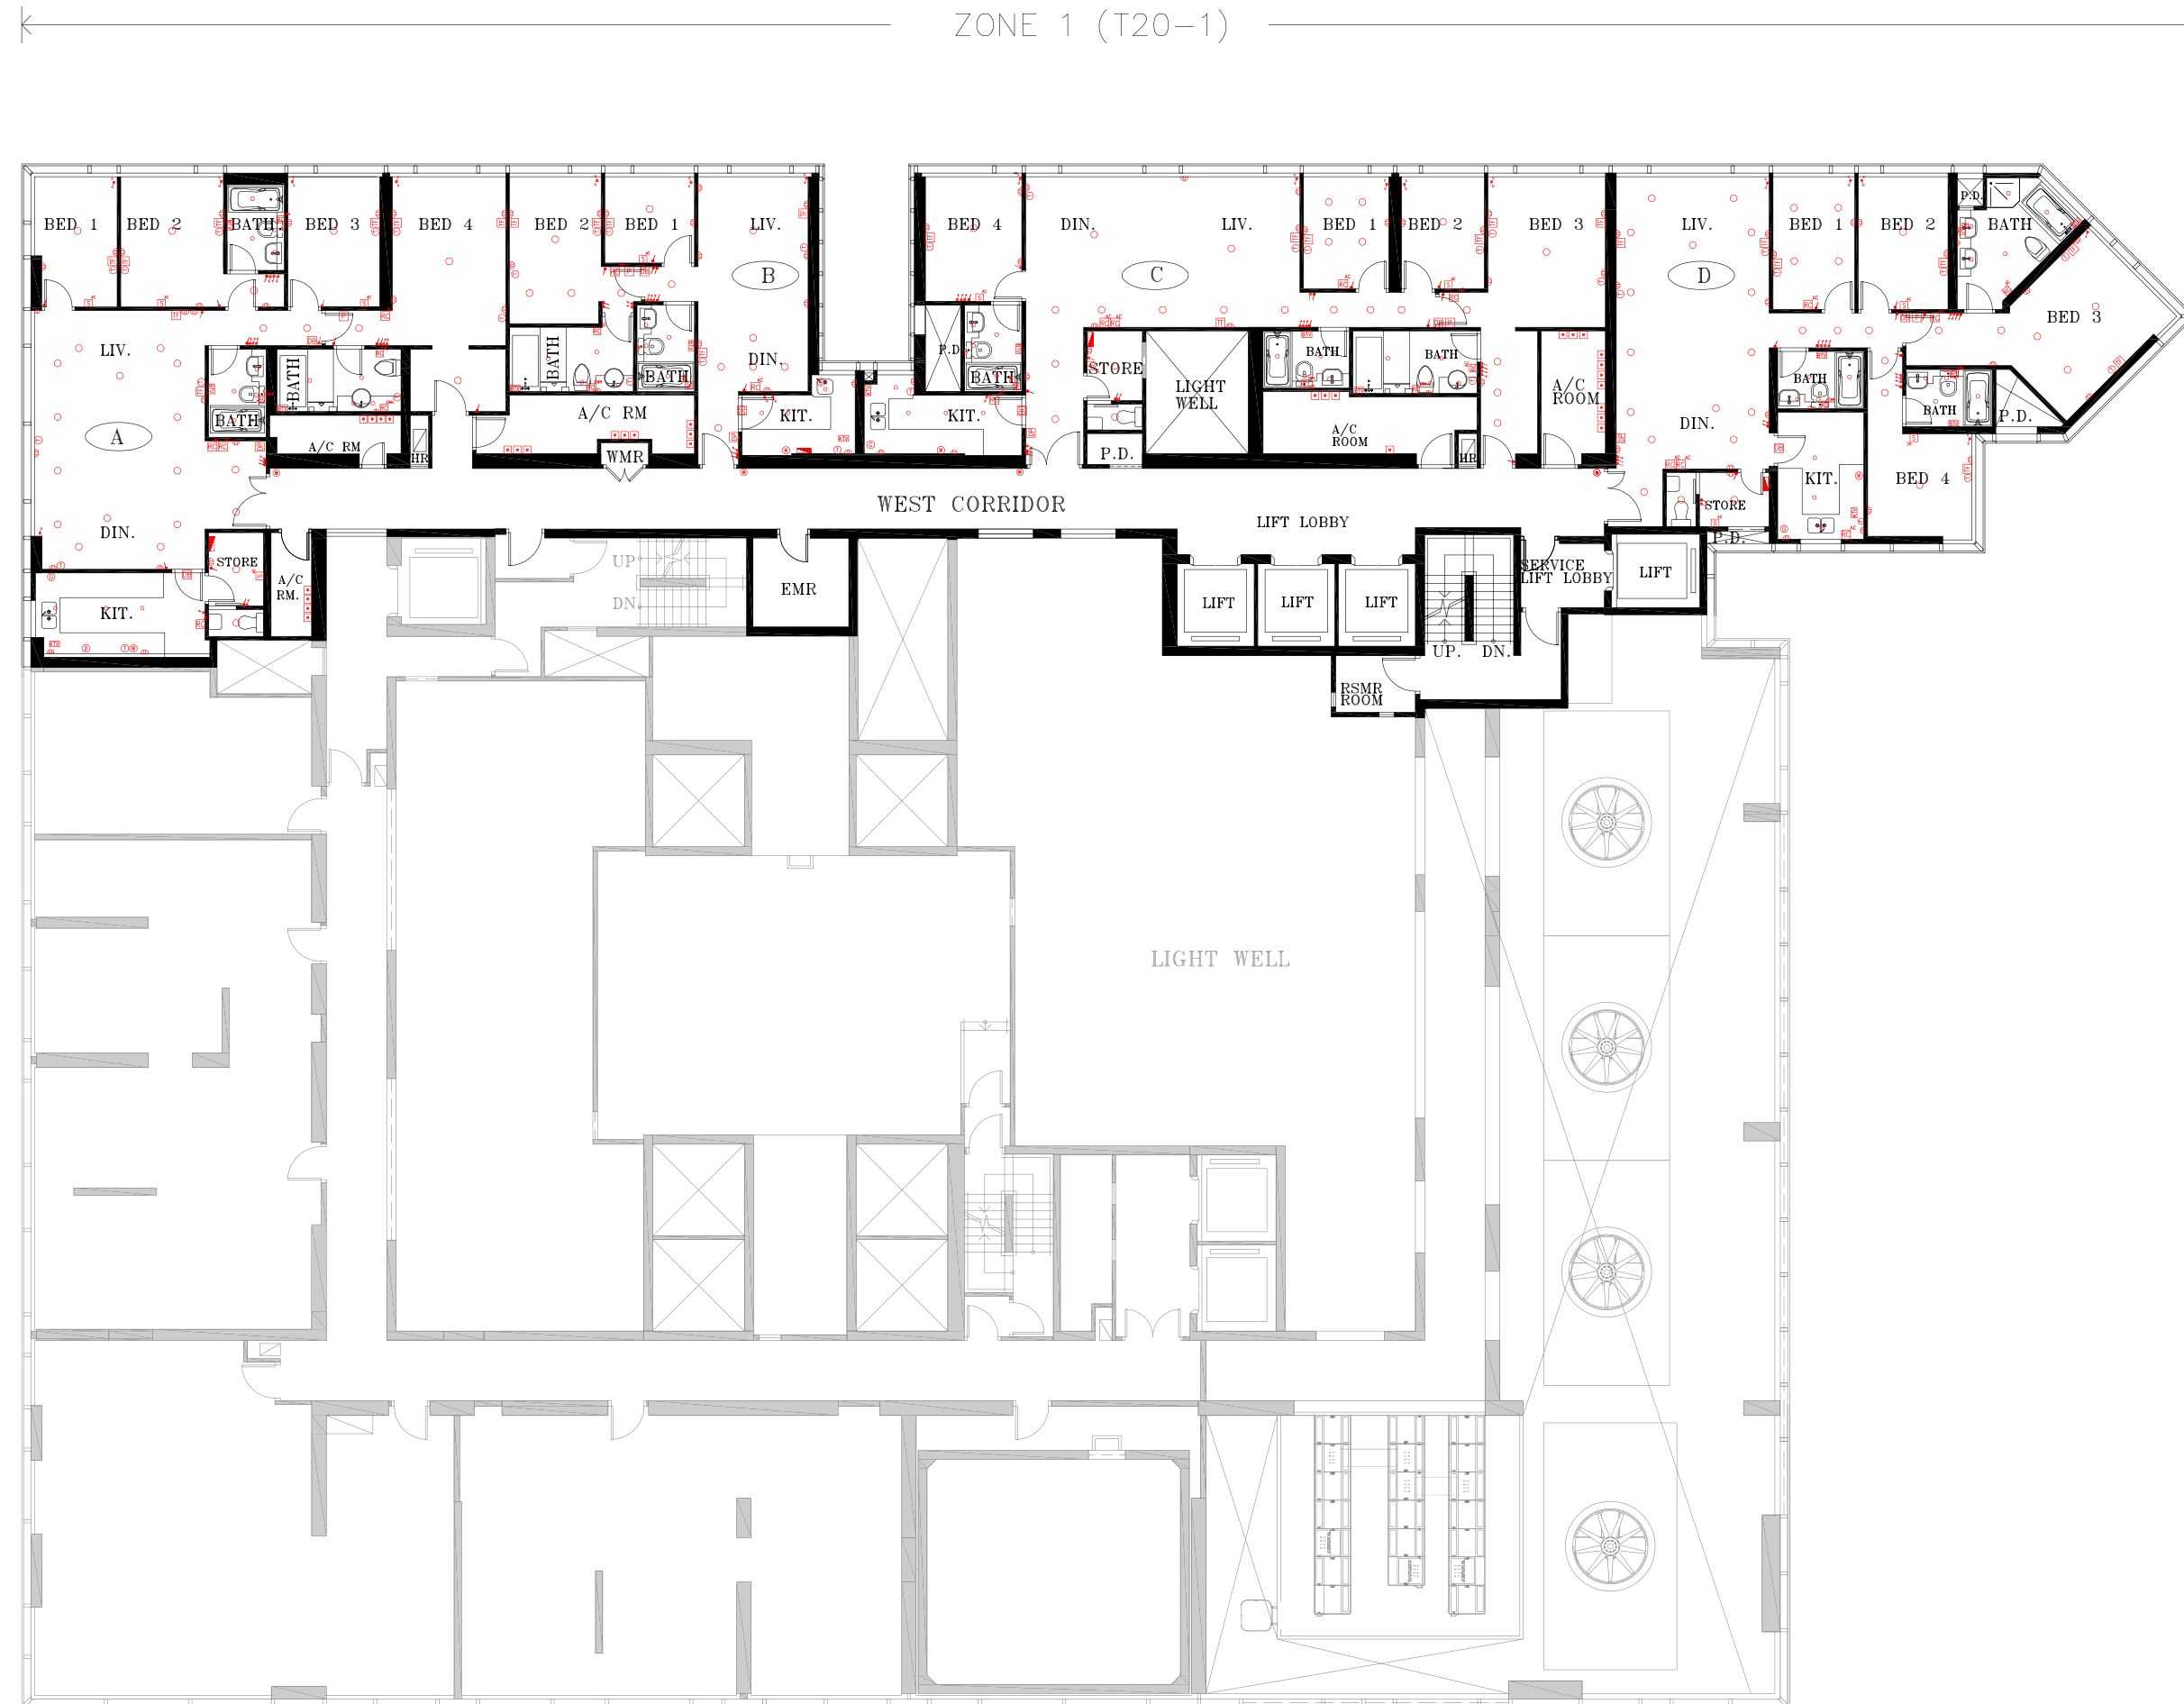 ZONE 1 (T20-1)
BED 1
BED 2
BATH
BED 3
BED 4
BED 2
BED 1
LIV.
B
BED 4
DIN.
LIV.
C
BED 1
BED 2
BED 3
LIV.
D
BED 1
BED 2
P.D.
BATH
BED 3
LIV.
A
BATH
BATH
A/C RM
HR
BATH
BATH
DIN.
A/C RM
WMR
KIT.
KIT.
P.D.
BATH
STORE
P.D.
LIGHT
WELL
BATH
BATH
A/C
ROOM
HR
A/C
ROOM
DIN.
BATH
BATH
P.D.
KIT.
BED 4
STORE
P.D.
WEST CORRIDOR
LIFT LOBBY
DIN.
STORE
A/C
RM.
KIT.
UP
DN.
EMR
LIFT
LIFT
LIFT
SERVICE
LIFT LOBBY
LIFT
UP. DN.
RSMR
ROOM
LIGHT WELL